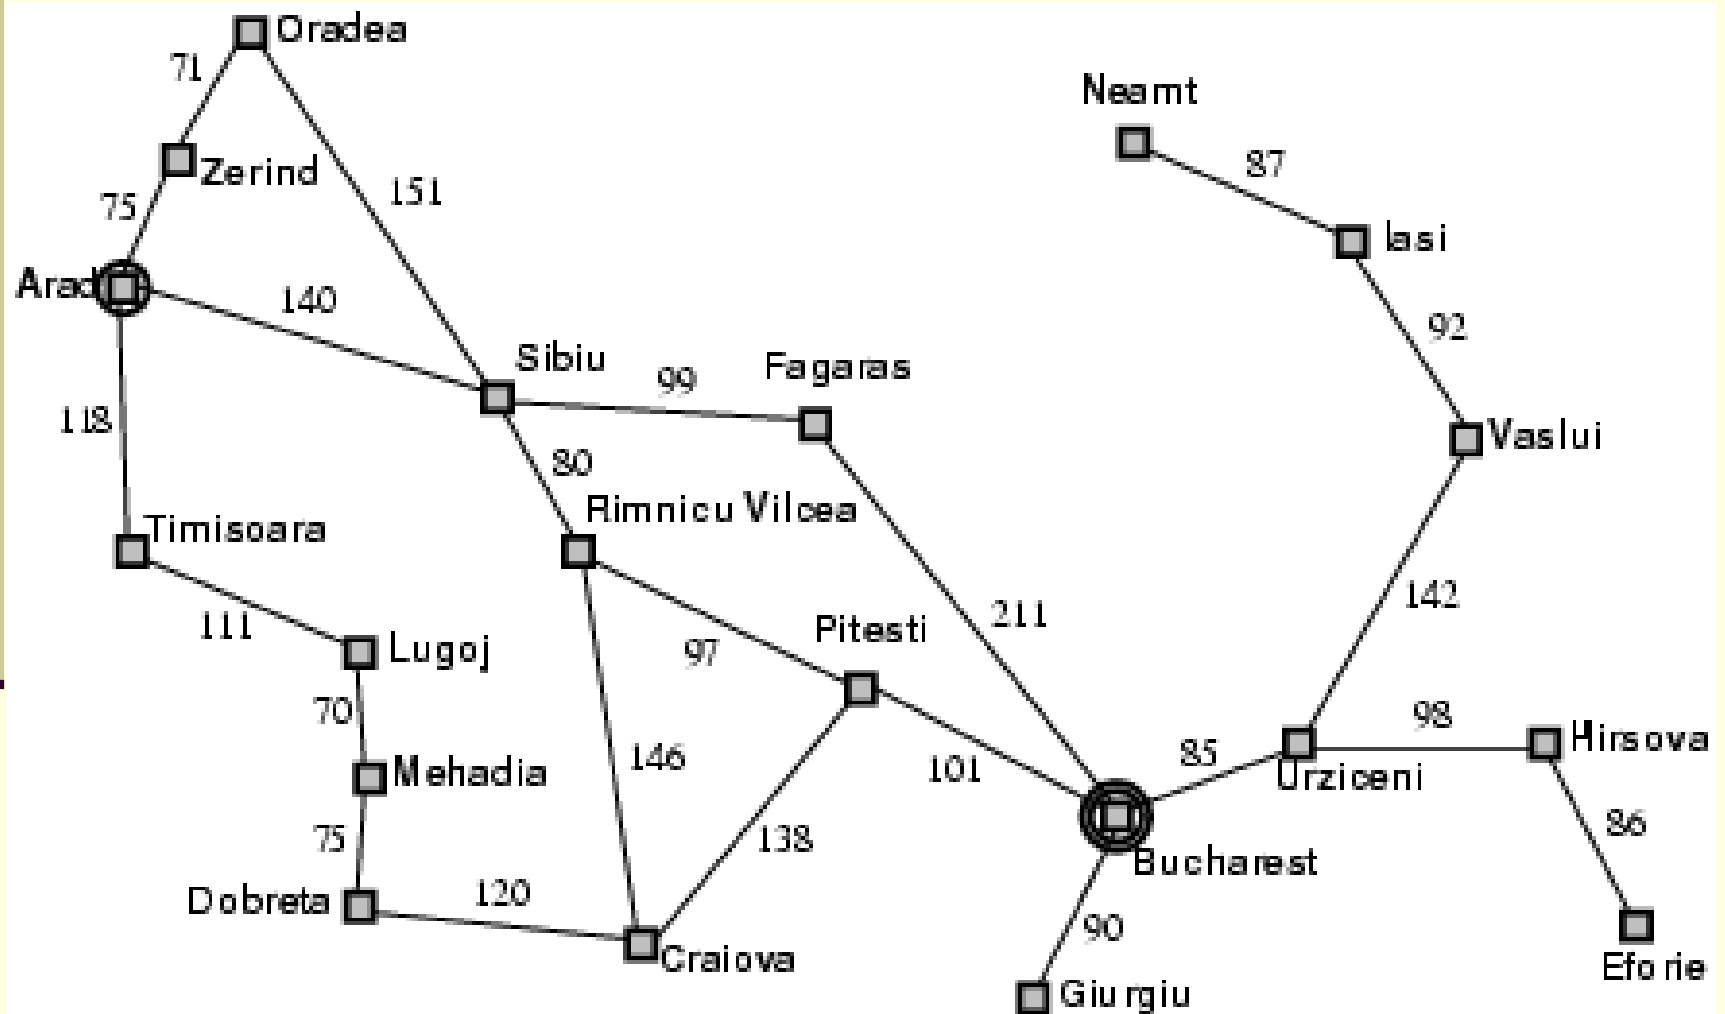 Oradea
71
Neamt
87
Zerind
151
75
Iasi
Arad
140
92
Sibiu
Fagaras
99
118
Vaslui
80
Rimnicu Vilcea
Timisoara
142
211
111
Pitesti
Lugoj
97
70
98
Hirsova
146
85
Mehadia
101
Urziceni
75
138
86
Bucharest
Dobreta
120
90
Craiova
Eforie
Giurgiu